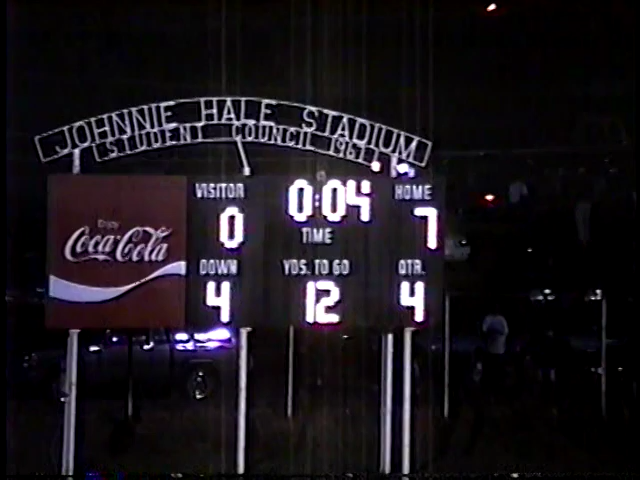 JOHNNIE HALE STADIUM
STUDENT COUNCIL 1967
VISITOR 0:04 HOME
0 TIME 7
Enjoy
Coca-Cola
DOWN YDS. TO GO QTR.
4 12 4